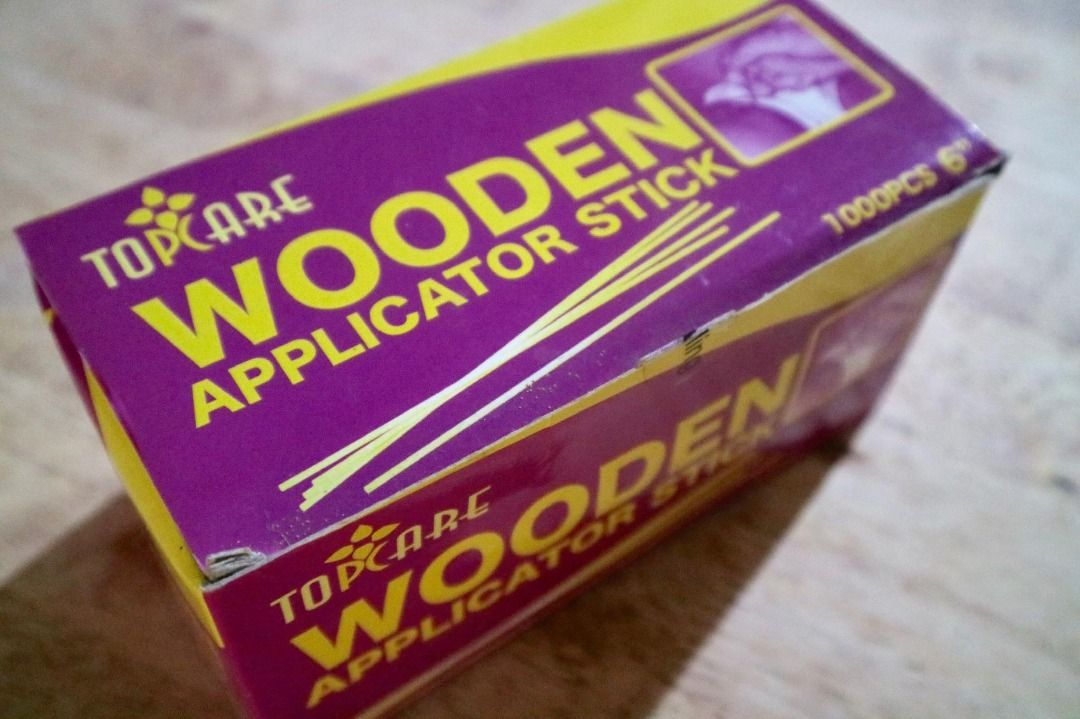 TOPCARE
WOODEN
APPLICATOR STICK
1000PCS 6"
TOPCARE
WOODEN
APPLICATOR STICK